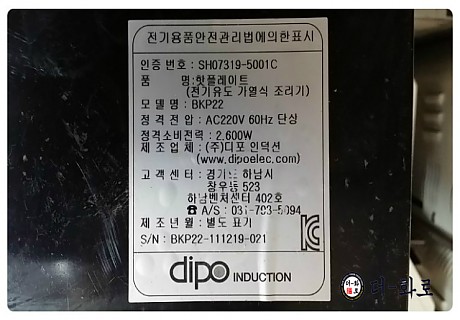 전기용품안전관리법에의한표시
인증 번호 : SH07319-5001C
품 명 :핫플레이트
(전기유도 가열식 조리기)
모델 명 : BKP22
정격 전압 : AC220V 60Hz 단상
정격소비전력 : 2,600W
제조 업체 : (주)디포 인덕션
(www.dipoelec.com)
고객 센터 : 경기도 하남시
창우동 523
하남벤처센터 402호
☎ A/S : 031-793-5094
제조년월 : 별도 표기
S/N : BKP22-111219-021
dipo INDUCTION